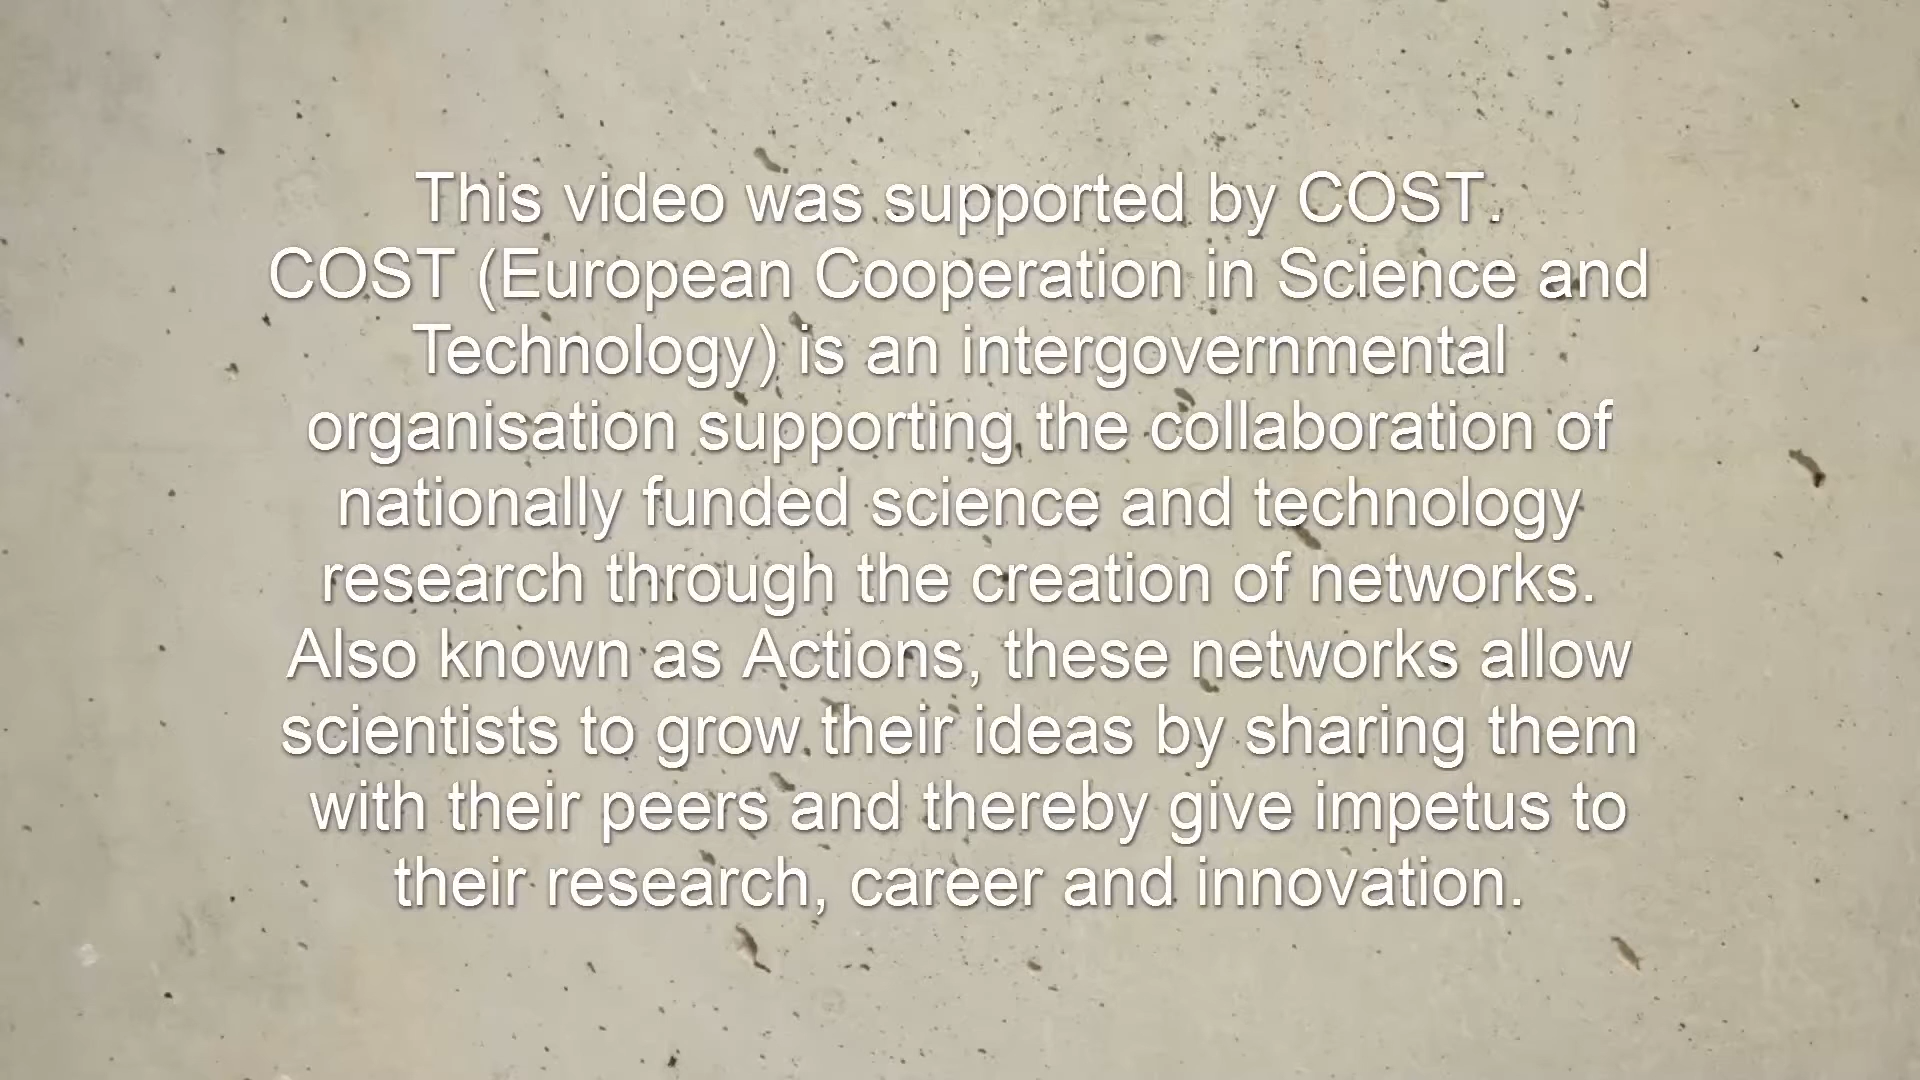 This video was supported by COST.
COST (European Cooperation in Science and
Technology) is an intergovernmental
organisation supporting the collaboration of
nationally funded science and technology
research through the creation of networks.
Also known as Actions, these networks allow
scientists to grow their ideas by sharing them
with their peers and thereby give impetus to
their research, career and innovation.